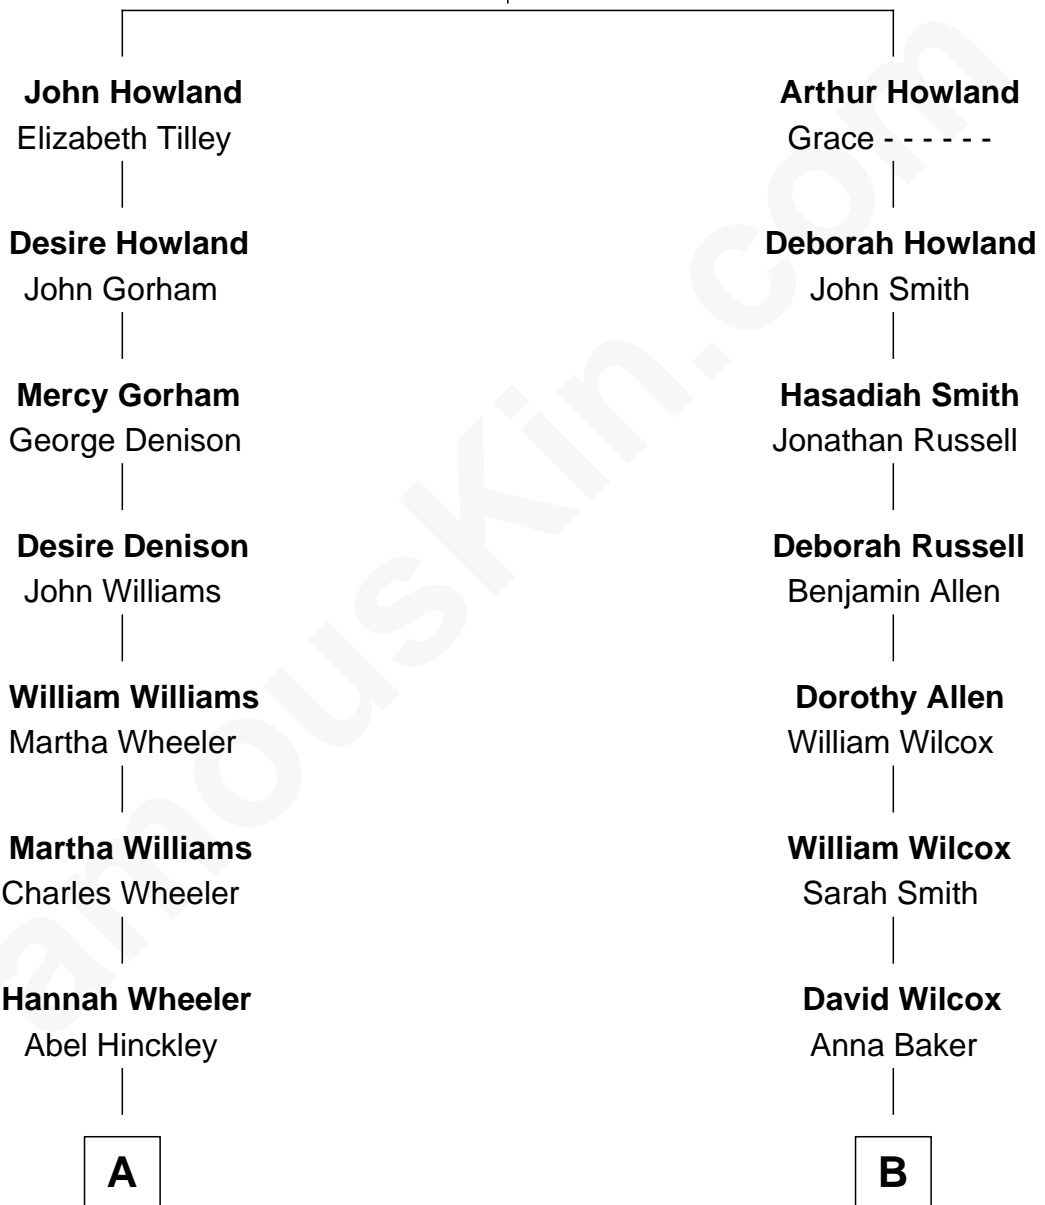 John Howland
Elizabeth Tilley
Desire Howland
John Gorham
Mercy Gorham
George Denison
Desire Denison
John Williams
William Williams
Martha Wheeler
Martha Williams
Charles Wheeler
Hannah Wheeler
Abel Hinckley
A
Arthur Howland
Grace - - - - - -
Deborah Howland
John Smith
Hasadiah Smith
Jonathan Russell
Deborah Russell
Benjamin Allen
Dorothy Allen
William Wilcox
William Wilcox
Sarah Smith
David Wilcox
Anna Baker
B
amouskin.com